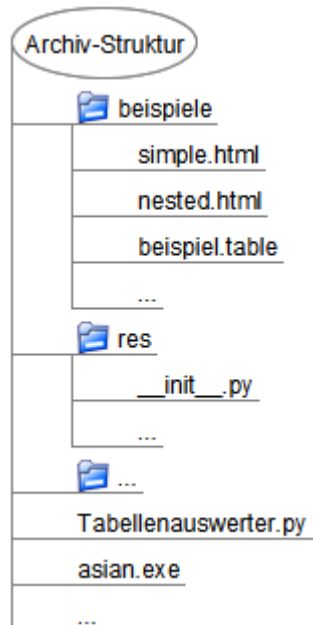 Archiv-Struktur
beispiele
simple.html
nested.html
beispiel.table
...
res
__init__.py
...
...
Tabellenauswerter.py
asian.exe
...